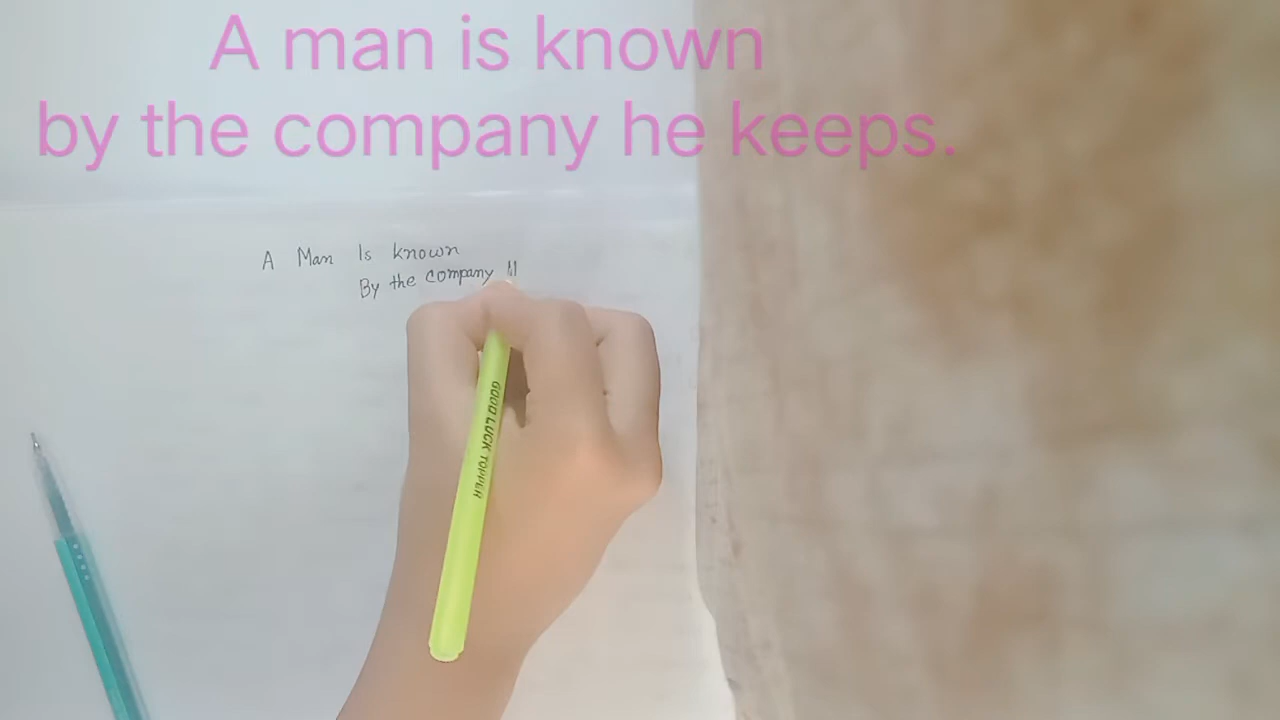 A man is known
by the company he keeps.
A Man Is known
By the company
GOOD LUCK TOPPER